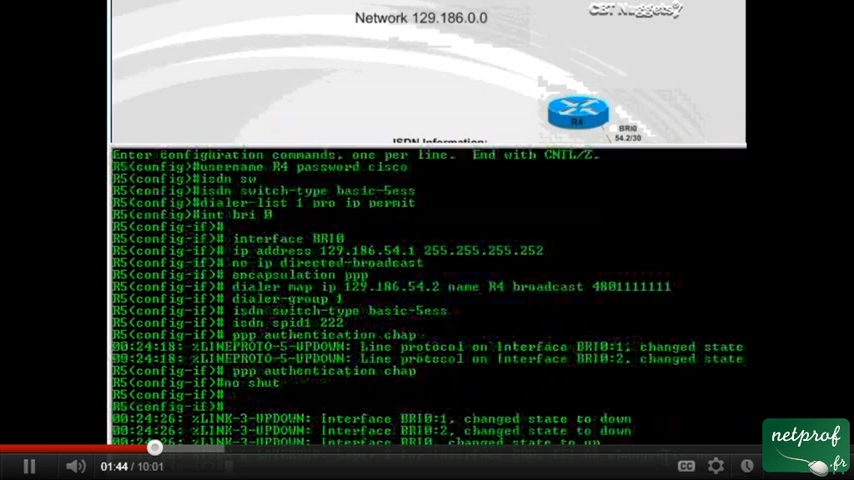 Network 129.186.0.0
CBT Nuggets
R4
BRI0
54.2/30
ISDN Information:
Enter configuration commands, one per line.  End with CNTL/Z.
R5(config)#username R4 password cisco
R5(config)#isdn sw
R5(config)#isdn switch-type basic-5ess
R5(config)#dialer-list 1 pro ip permit
R5(config)#int bri 0
R5(config-if)#
R5(config-if)# interface BRI0
R5(config-if)# ip address 129.186.54.1 255.255.255.252
R5(config-if)# no ip directed-broadcast
R5(config-if)# encapsulation ppp
R5(config-if)# dialer map ip 129.186.54.2 name R4 broadcast 4801111111
R5(config-if)# dialer-group 1
R5(config-if)# isdn switch-type basic-5ess
R5(config-if)# isdn spid1 222
R5(config-if)# ppp authentication chap
00:24:18: %LINEPROTO-5-UPDOWN: Line protocol on Interface BRI0:1, changed state
00:24:18: %LINEPROTO-5-UPDOWN: Line protocol on Interface BRI0:2, changed state
R5(config-if)# ppp authentication chap
R5(config-if)#no shut
R5(config-if)#
R5(config-if)#
00:24:26: %LINK-3-UPDOWN: Interface BRI0:1, changed state to down
00:24:26: %LINK-3-UPDOWN: Interface BRI0:2, changed state to down
00:24:26: %LINK-3-UPDOWN: Interface BRI0, changed state to up
01:44 / 10:01
CC
netprof
.fr